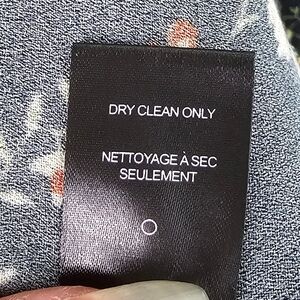 DRY CLEAN ONLY
NETTOYAGE À SEC
SEULEMENT